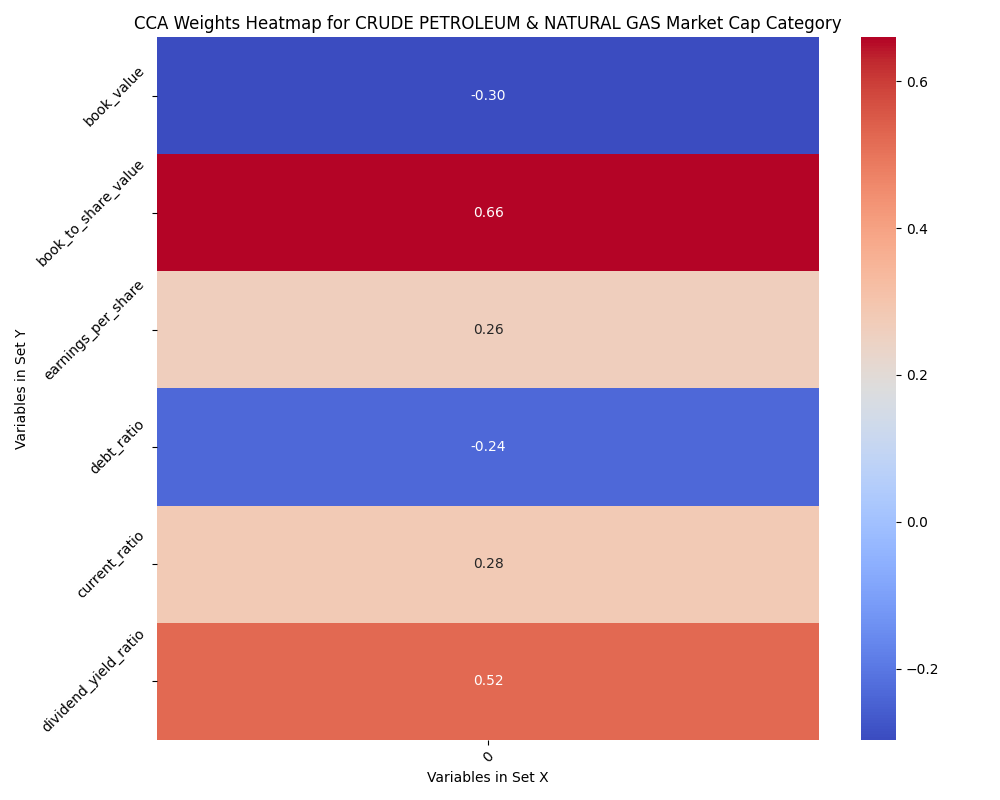 CCA Weights Heatmap for CRUDE PETROLEUM & NATURAL GAS Market Cap Category
Variables in Set Y
book_value
-0.30
book_to_share_value
0.66
earnings_per_share
0.26
debt_ratio
-0.24
current_ratio
0.28
dividend_yield_ratio
0.52
0
Variables in Set X
0.6
0.4
0.2
0.0
−0.2